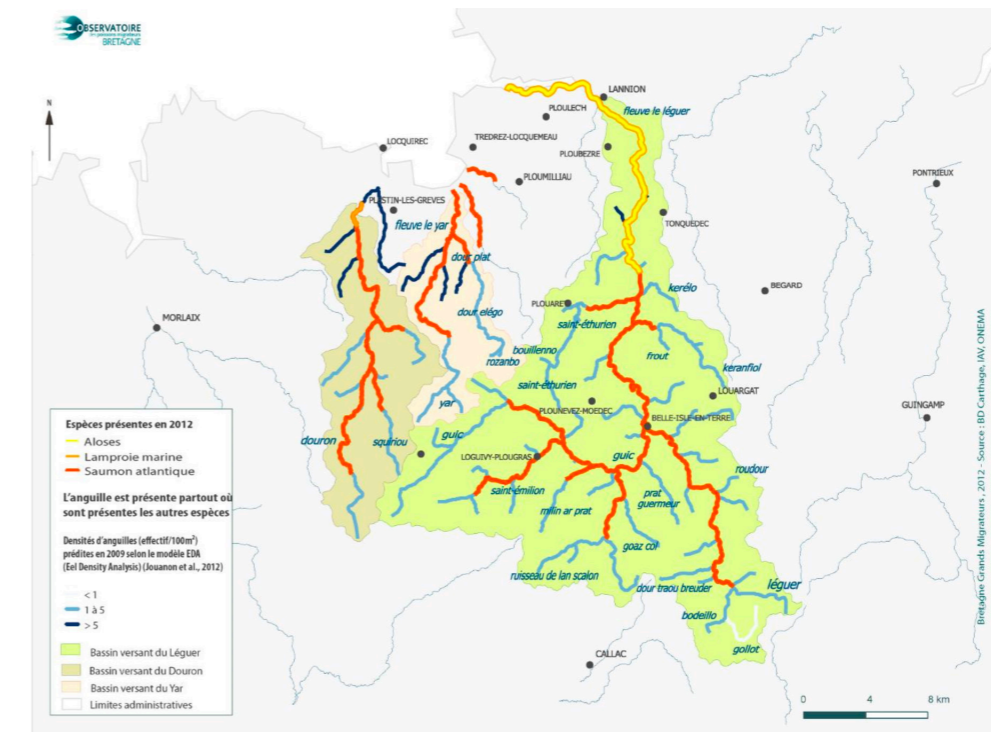 OBSERVATOIRE
des poissons migrateurs
BRETAGNE
N
LANNION
fleuve le léguer
PLOULEC'H
TREDREZ-LOCQUEMEAU
LOCQUIREC
PLOUBEZRE
PLOUMILLIAU
PONTRIEUX
PLESTIN-LES-GREVES
fleuve le yar
TONQUEDEC
dour plat
BEGARD
kerélo
PLOUARET
dour elégo
saint-éthurien
MORLAIX
bouillenno
rozanbo
frout
keranfiol
saint-éthurien
LOUARGAT
yar
PLOUNEVEZ-MOEDEC
BELLE-ISLE-EN-TERRE
GUINGAMP
douron
squiriou
guic
LOGUIVY-PLOUGRAS
guic
roudour
saint-émilion
prat
guermeur
milin ar prat
goaz col
ruisseau de lan scalon
dour traou breuder
léguer
bodeillo
gollot
CALLAC
Espèces présentes en 2012
Aloses
Lamproie marine
Saumon atlantique
L'anguille est présente partout où
sont présentes les autres espèces
Densités d'anguilles (effectif/100m²)
prédites en 2009 selon le modèle EDA
(Eel Density Analysis) (Jouanon et al., 2012)
< 1
1 à 5
> 5
Bassin versant du Léguer
Bassin versant du Douron
Bassin versant du Yar
Limites administratives
0 4 8 km
Bretagne Grands Migrateurs, 2012 - Source : BD Carthage, IAV, ONEMA